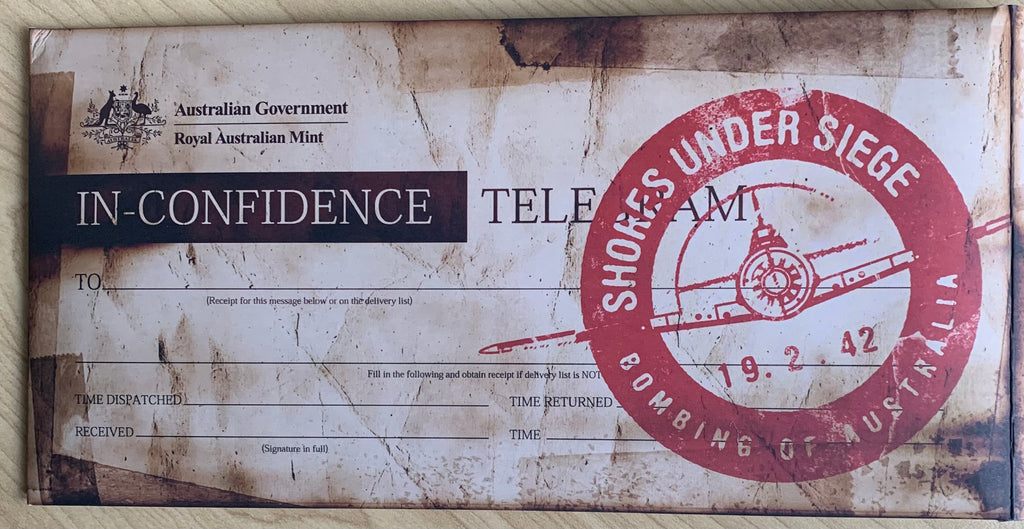 Australian Government
Royal Australian Mint
IN-CONFIDENCE TELEGRAM
SHORES UNDER SIEGE
TO
(Receipt for this message below or on the delivery list)
19. 2. 42
Fill in the following and obtain receipt if delivery list is NOT
TIME DISPATCHED
TIME RETURNED
RECEIVED
TIME
(Signature in full)
BOMBING OF AUSTRALIA